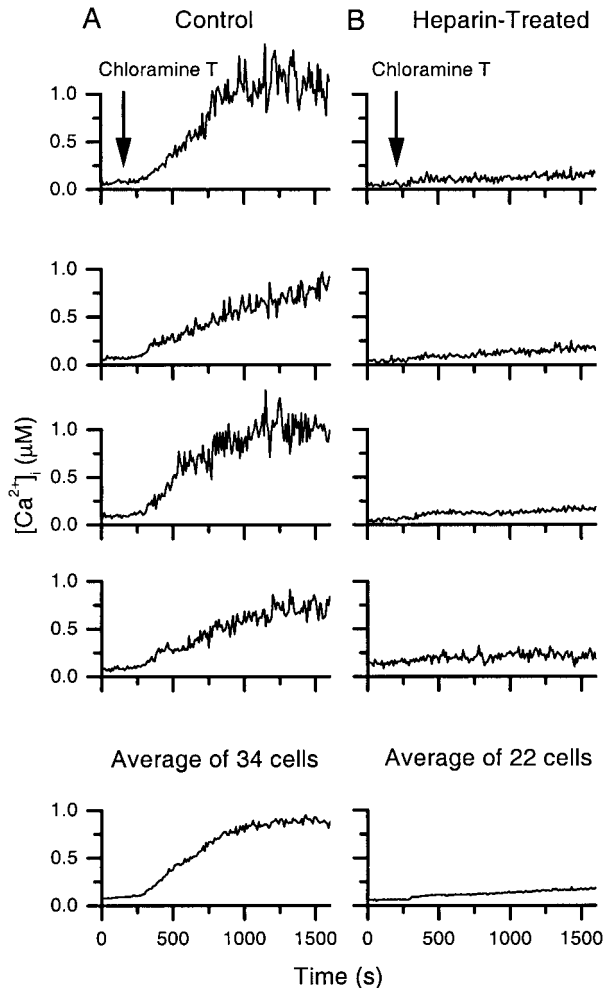 A Control
B Heparin-Treated
Chloramine T
Chloramine T
1.0
0.5
0.0
1.0
0.5
0.0
1.0
0.5
0.0
1.0
0.5
0.0
[Ca2+]i (μM)
Average of 34 cells
Average of 22 cells
1.0
0.5
0.0
0 500 1000 1500
0 500 1000 1500
Time (s)